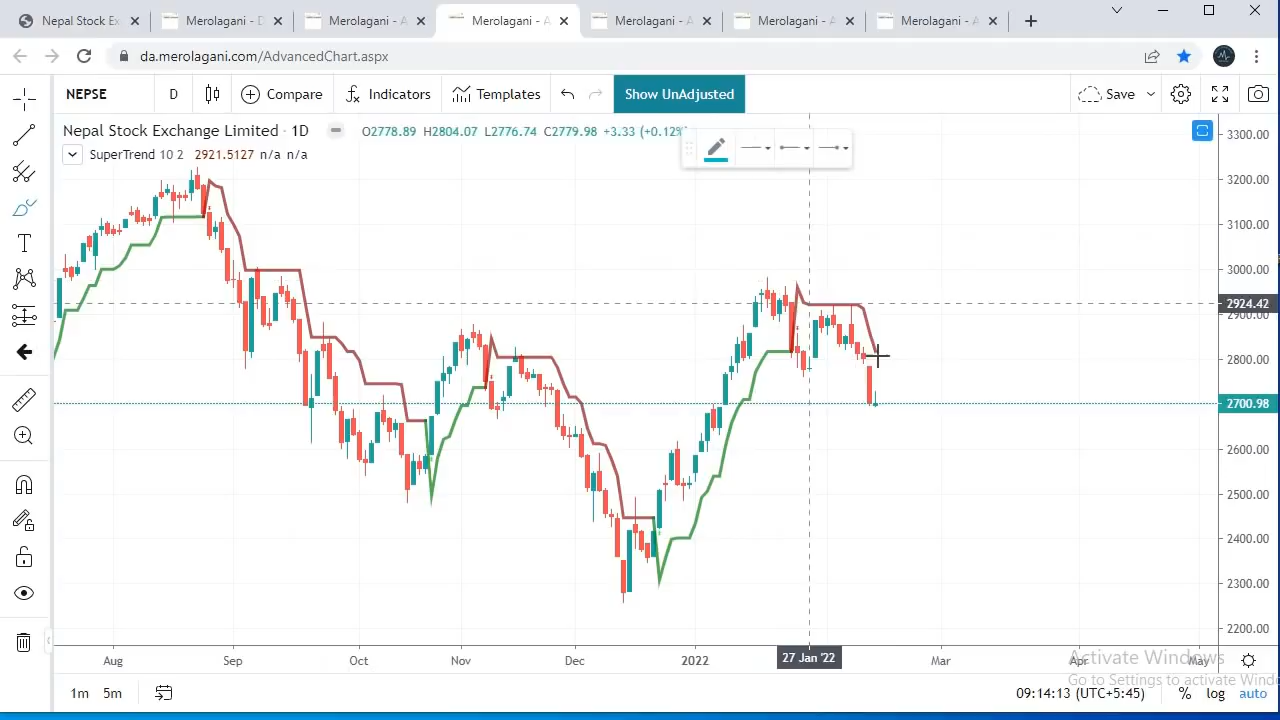 Nepal Stock Ex
Merolagani - D
Merolagani - A
Merolagani - A
Merolagani - A
Merolagani - A
Merolagani - A
da.merolagani.com/AdvancedChart.aspx
NEPSE D Compare Indicators Templates Show UnAdjusted Save
Nepal Stock Exchange Limited · 1D O2778.89 H2804.07 L2776.74 C2779.98 +3.33 (+0.12%
SuperTrend 10 2 2921.5127 n/a n/a
3300.00
3200.00
3100.00
3000.00
2924.42
2900.00
2800.00
2700.98
2600.00
2500.00
2400.00
2300.00
2200.00
Aug Sep Oct Nov Dec 2022 27 Jan '22 Mar Apr May
Activate Windows
Go to Settings to activate Wind
1m 5m 09:14:13 (UTC+5:45) % log auto